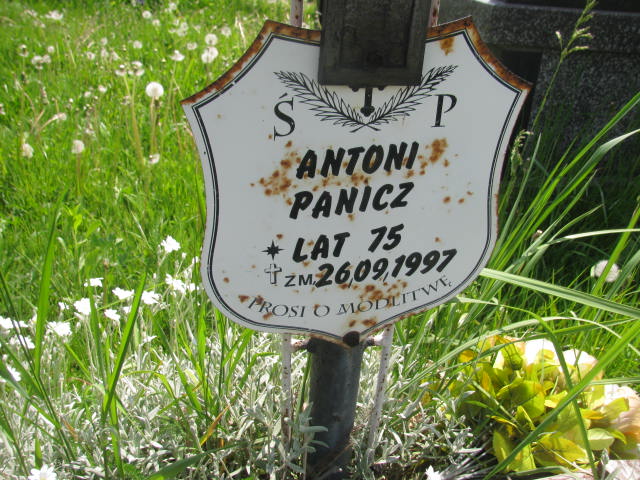 Ś P
ANTONI
PANICZ
LAT 75
ZM. 26.09.1997
PROSI O MODLITWĘ